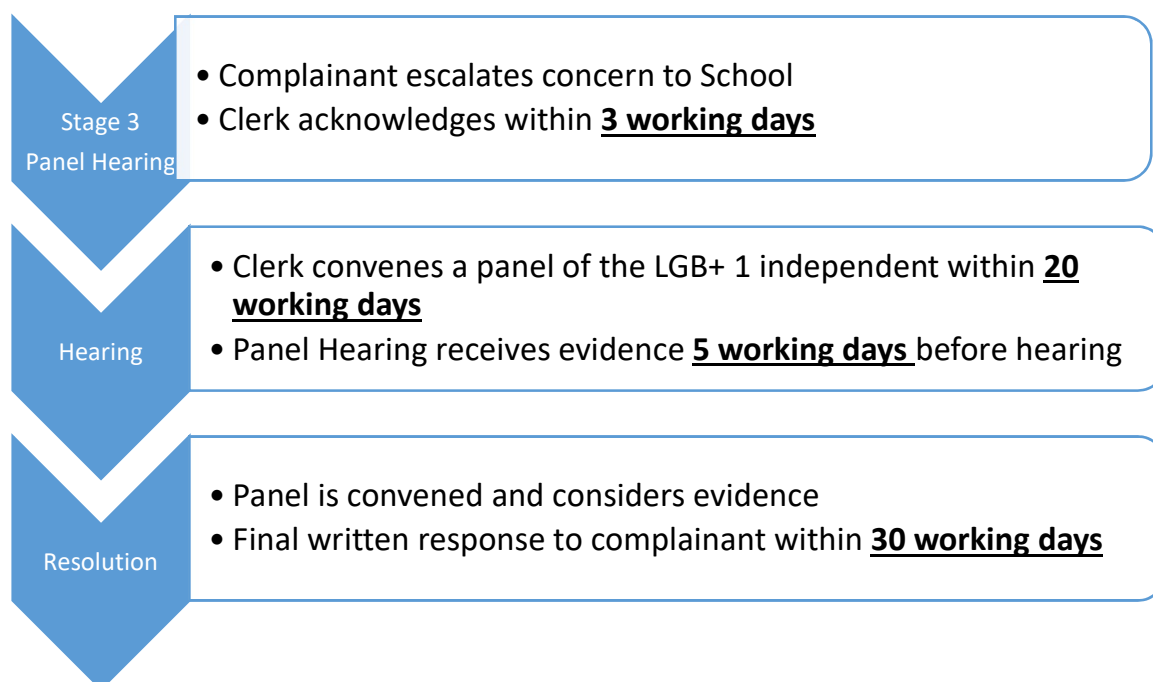 Stage 3
Panel Hearing
• Complainant escalates concern to School
• Clerk acknowledges within 3 working days
Hearing
• Clerk convenes a panel of the LGB+ 1 independent within 20
working days
• Panel Hearing receives evidence 5 working days before hearing
Resolution
• Panel is convened and considers evidence
• Final written response to complainant within 30 working days